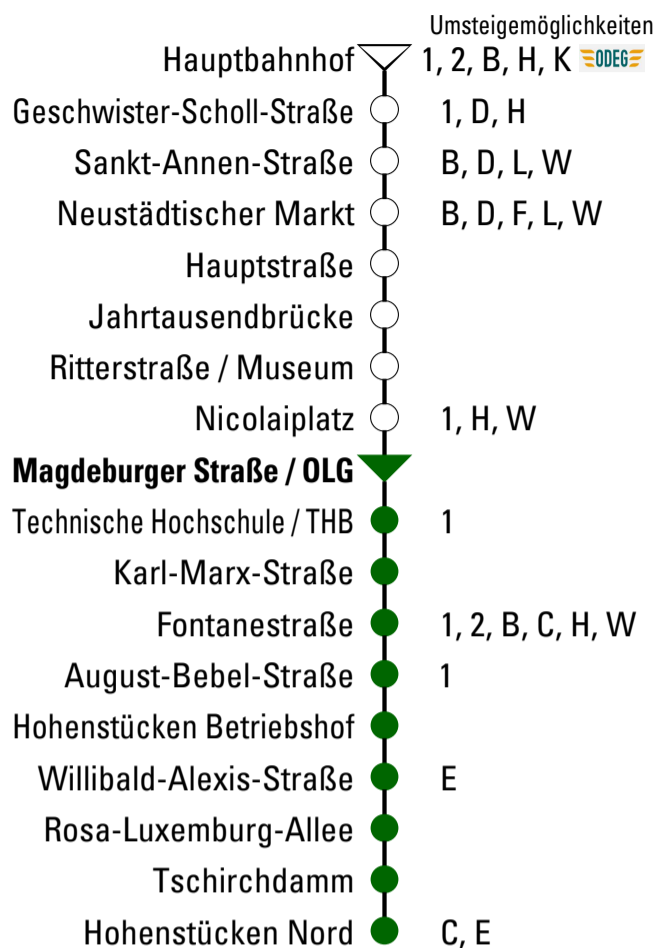 Umsteigemöglichkeiten
Hauptbahnhof 1, 2, B, H, K ODEG
Geschwister-Scholl-Straße 1, D, H
Sankt-Annen-Straße B, D, L, W
Neustädtischer Markt B, D, F, L, W
Hauptstraße
Jahrtausendbrücke
Ritterstraße / Museum
Nicolaiplatz 1, H, W
Magdeburger Straße / OLG
Technische Hochschule / THB 1
Karl-Marx-Straße
Fontanestraße 1, 2, B, C, H, W
August-Bebel-Straße 1
Hohenstücken Betriebshof
Willibald-Alexis-Straße E
Rosa-Luxemburg-Allee
Tschirchdamm
Hohenstücken Nord C, E